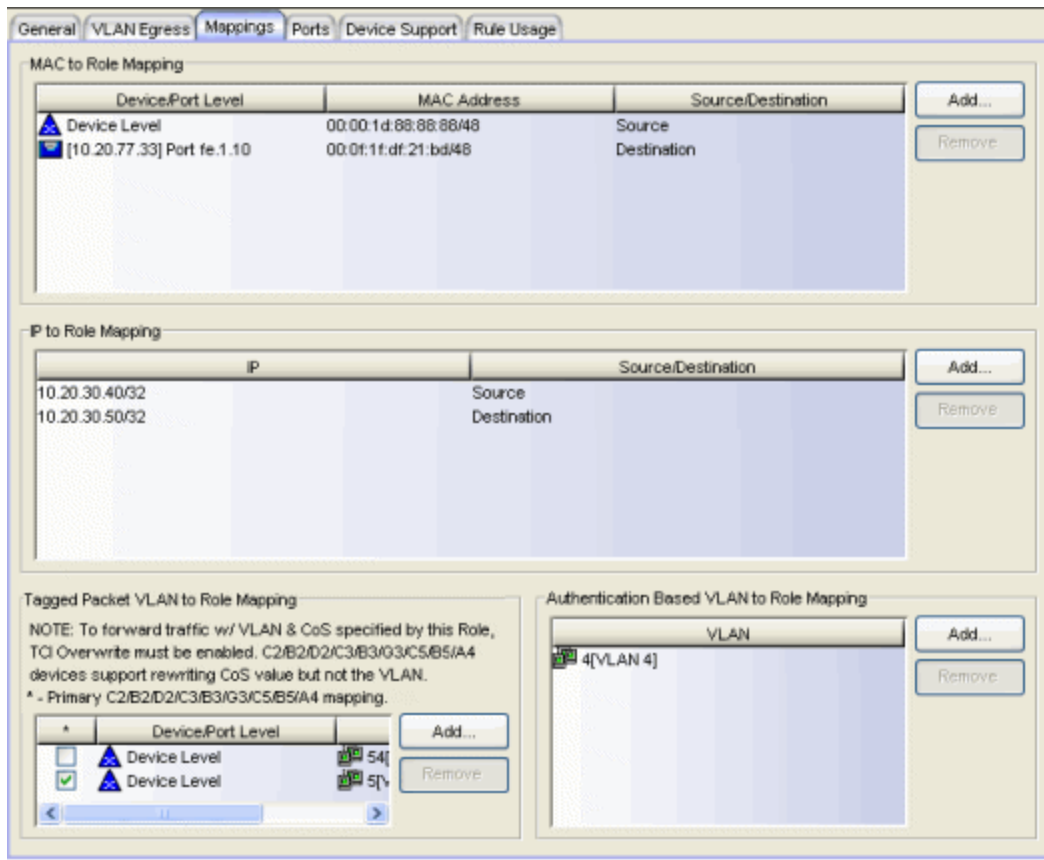 General VLAN Egress Mappings Ports Device Support Rule Usage
MAC to Role Mapping
Device/Port Level MAC Address Source/Destination Add...
Device Level 00:00:1d:88:88:88/48 Source
[10.20.77.33] Port fe.1.10 00:0f:1f:df:21:bd/48 Destination Remove
IP to Role Mapping
IP Source/Destination Add...
10.20.30.40/32 Source
10.20.30.50/32 Destination Remove
Tagged Packet VLAN to Role Mapping
NOTE: To forward traffic w/ VLAN & CoS specified by this Role,
TCI Overwrite must be enabled. C2/B2/D2/C3/B3/G3/C5/B5/A4
devices support rewriting CoS value but not the VLAN.
* - Primary C2/B2/D2/C3/B3/G3/C5/B5/A4 mapping.
* Device/Port Level Add...
Device Level 54[
Device Level 5[ Remove
Authentication Based VLAN to Role Mapping
VLAN Add...
4[VLAN 4] Remove